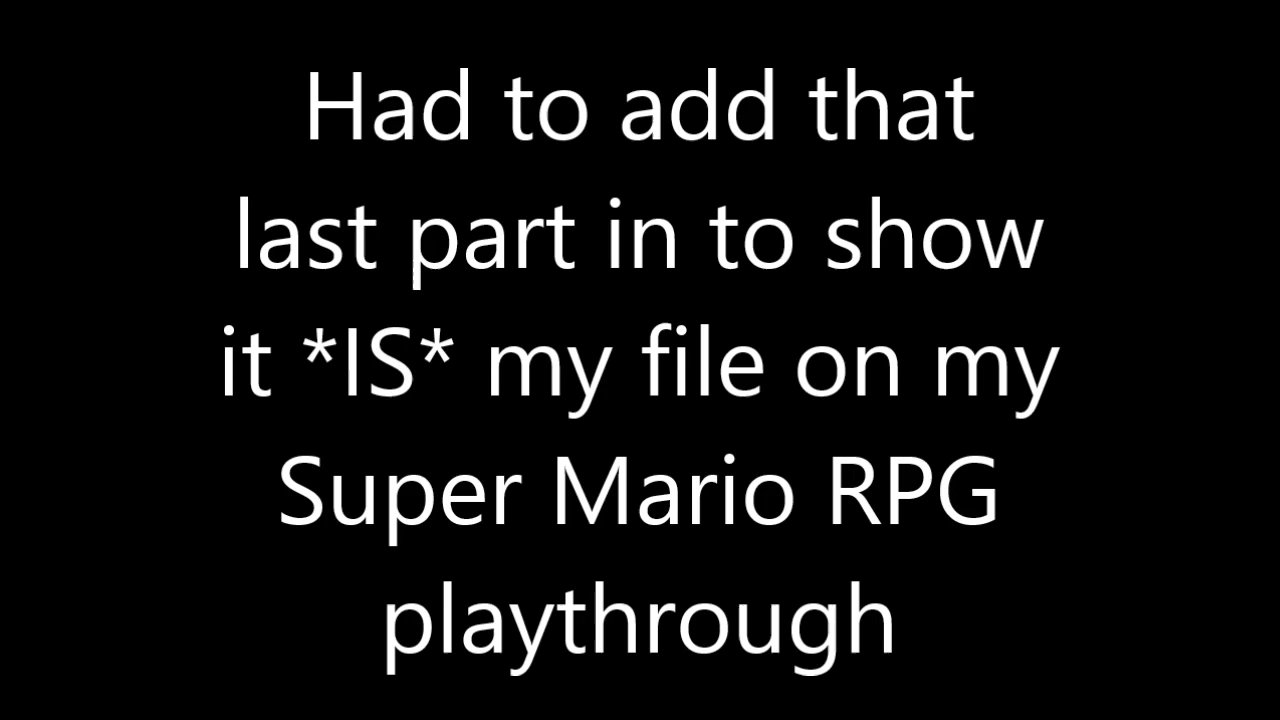 Had to add that
last part in to show
it *IS* my file on my
Super Mario RPG
playthrough